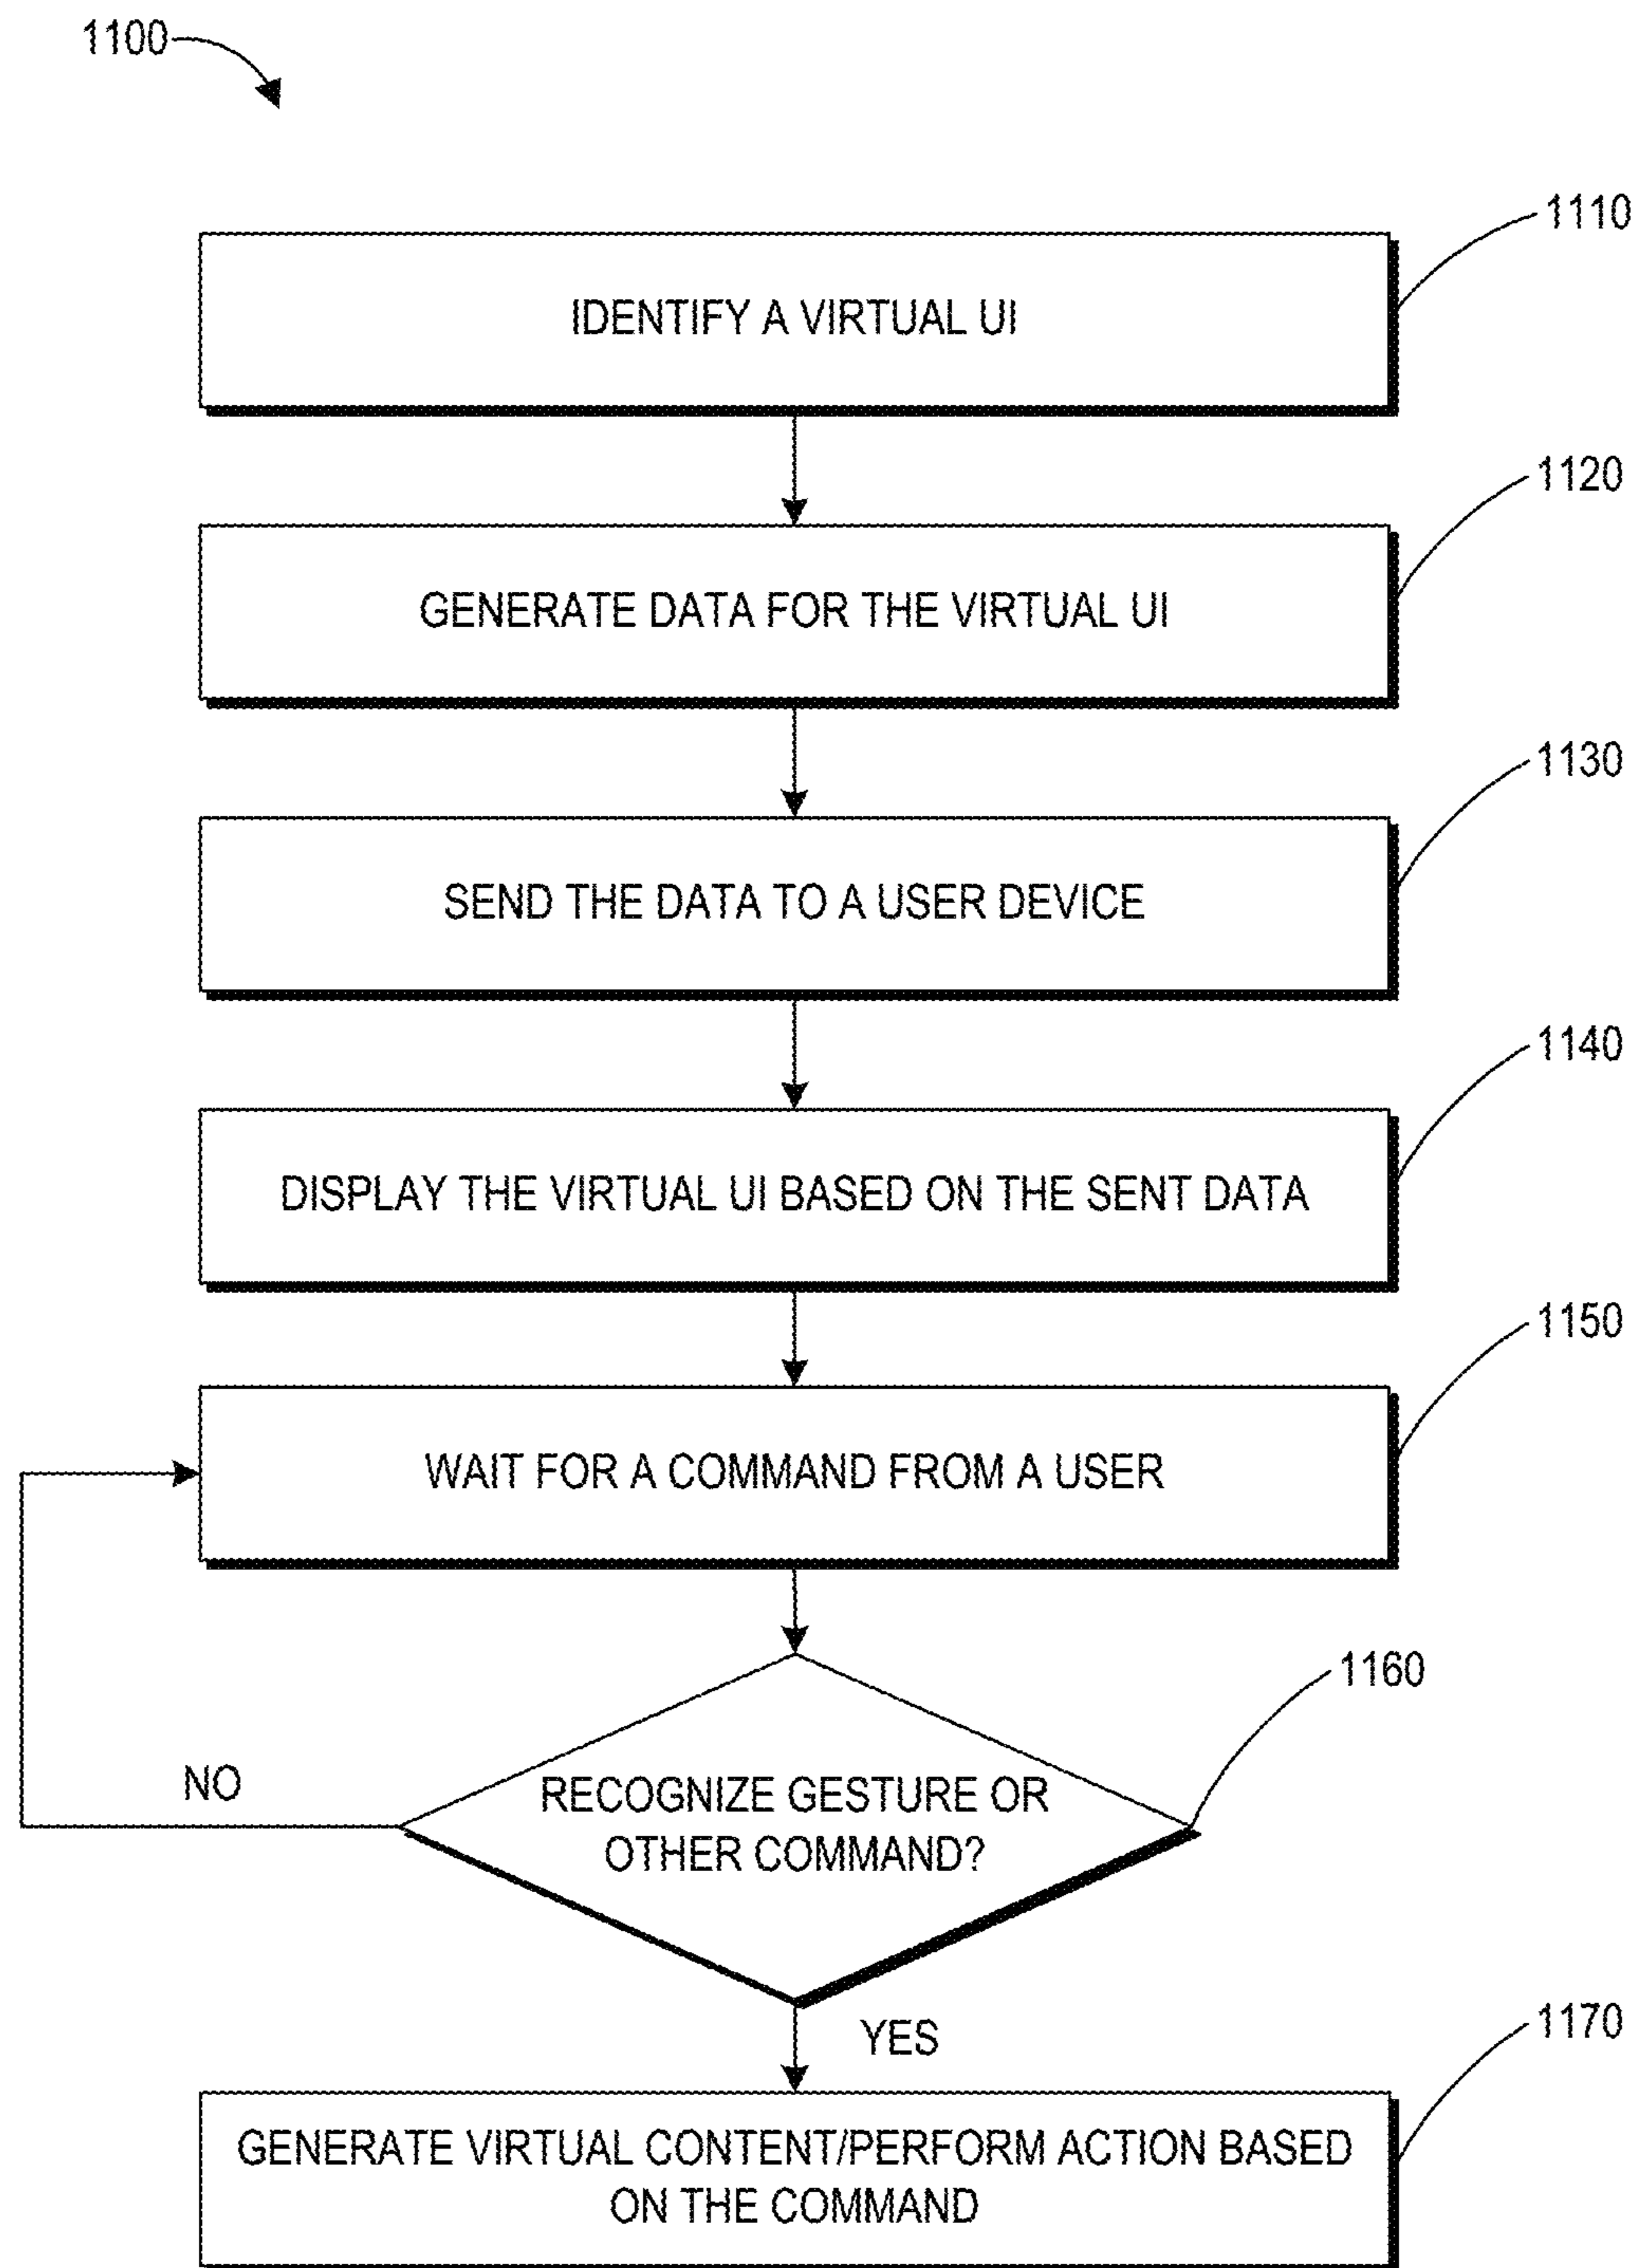 1100
1110
IDENTIFY A VIRTUAL UI
1120
GENERATE DATA FOR THE VIRTUAL UI
1130
SEND THE DATA TO A USER DEVICE
1140
DISPLAY THE VIRTUAL UI BASED ON THE SENT DATA
1150
WAIT FOR A COMMAND FROM A USER
1160
NO
RECOGNIZE GESTURE OR
OTHER COMMAND?
YES
1170
GENERATE VIRTUAL CONTENT/PERFORM ACTION BASED
ON THE COMMAND